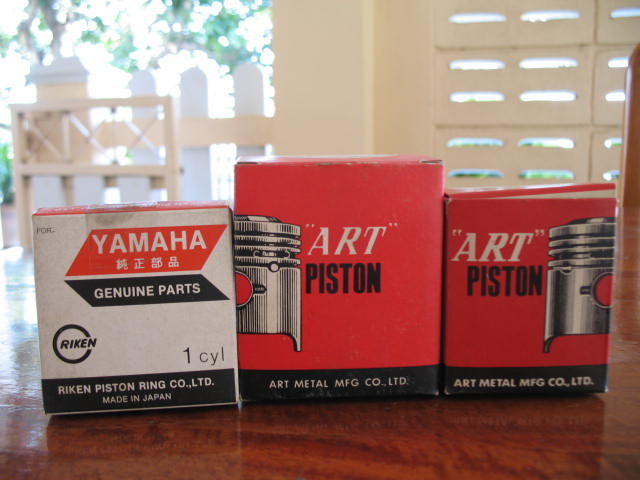 FOR-
YAMAHA
純正部品
GENUINE PARTS
RIKEN
1 cyl
RIKEN PISTON RING CO.,LTD.
MADE IN JAPAN
"ART"
PISTON
ART METAL MFG CO.,LTD.
"ART"
PISTON
ART METAL MFG CO.,LTD.